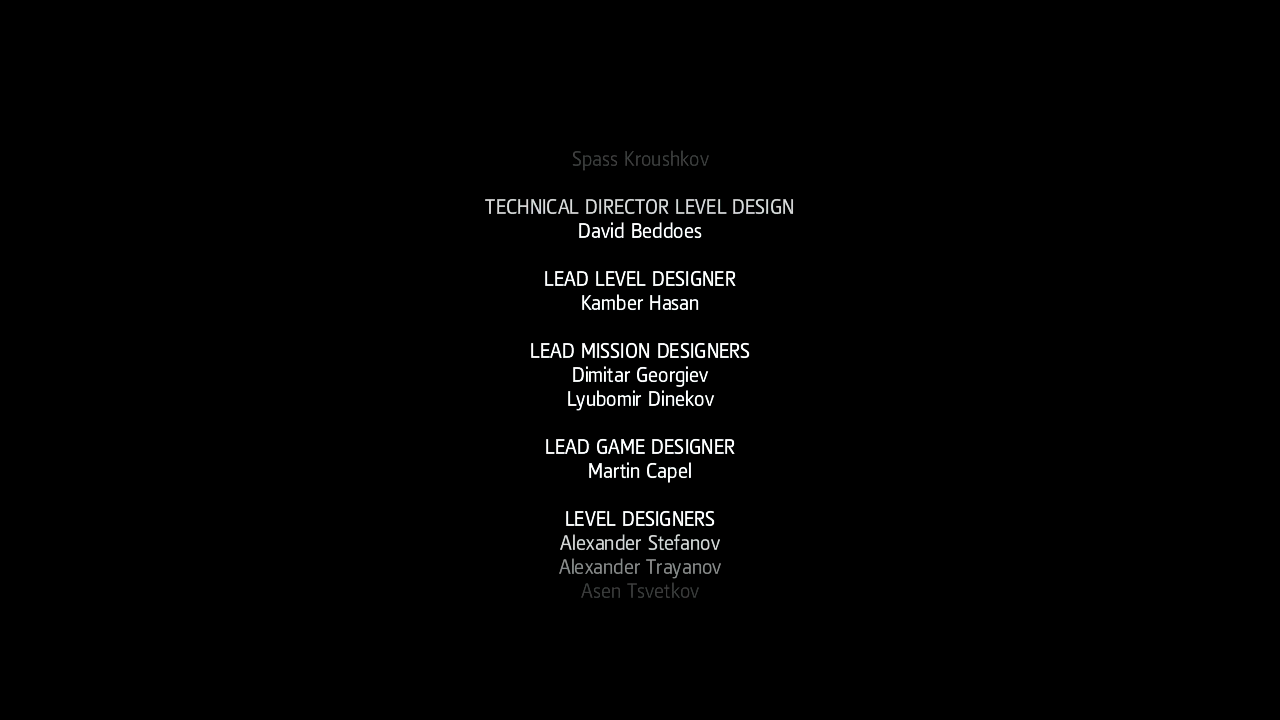 Spass Kroushkov
TECHNICAL DIRECTOR LEVEL DESIGN
David Beddoes
LEAD LEVEL DESIGNER
Kamber Hasan
LEAD MISSION DESIGNERS
Dimitar Georgiev
Lyubomir Dinekov
LEAD GAME DESIGNER
Martin Capel
LEVEL DESIGNERS
Alexander Stefanov
Alexander Trayanov
Asen Tsvetkov